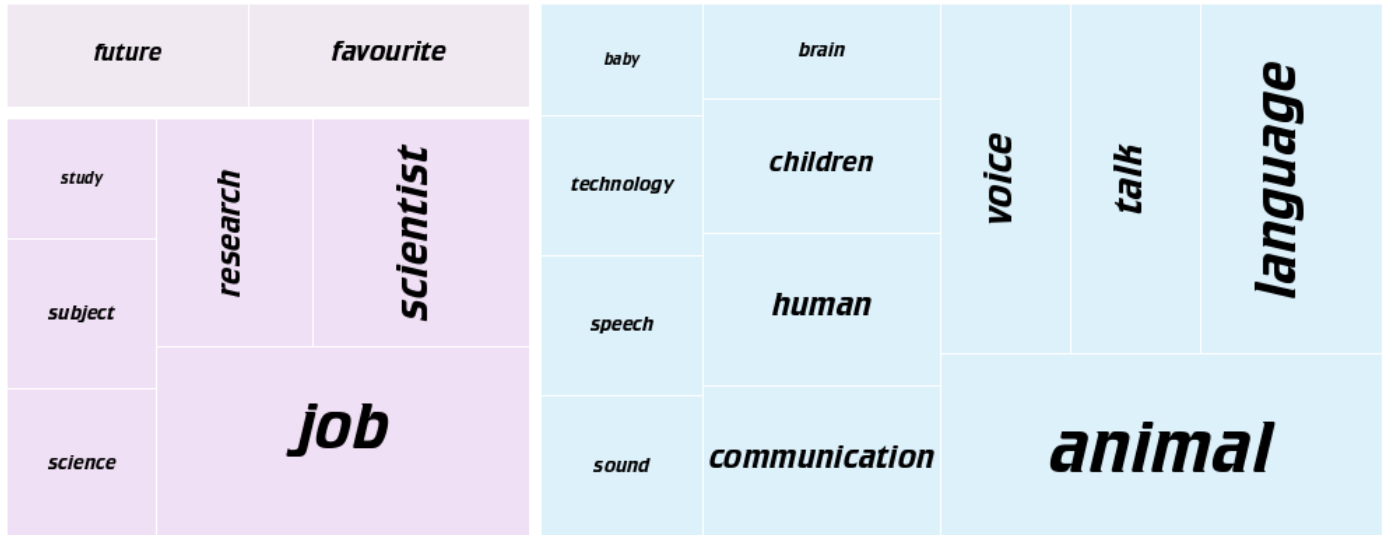 future
favourite
study
research
scientist
subject
science
job
baby
brain
voice
talk
language
technology
children
speech
human
sound
communication
animal